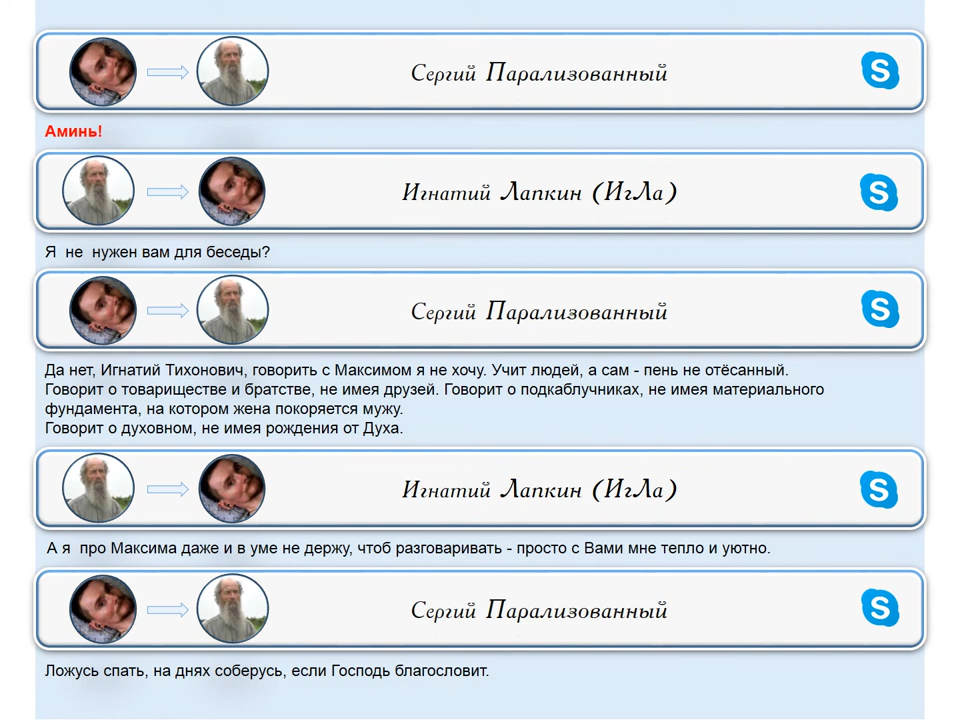 Сергий Парализованный
S
Аминь!
Игнатий Лапкин (ИгЛа)
S
Я не нужен вам для беседы?
Сергий Парализованный
S
Да нет, Игнатий Тихонович, говорить с Максимом я не хочу. Учит людей, а сам - пень не отёсанный.
Говорит о товариществе и братстве, не имея друзей. Говорит о подкаблучниках, не имея материального
фундамента, на котором жена покоряется мужу.
Говорит о духовном, не имея рождения от Духа.
Игнатий Лапкин (ИгЛа)
S
А я про Максима даже и в уме не держу, чтоб разговаривать - просто с Вами мне тепло и уютно.
Сергий Парализованный
S
Ложусь спать, на днях соберусь, если Господь благословит.